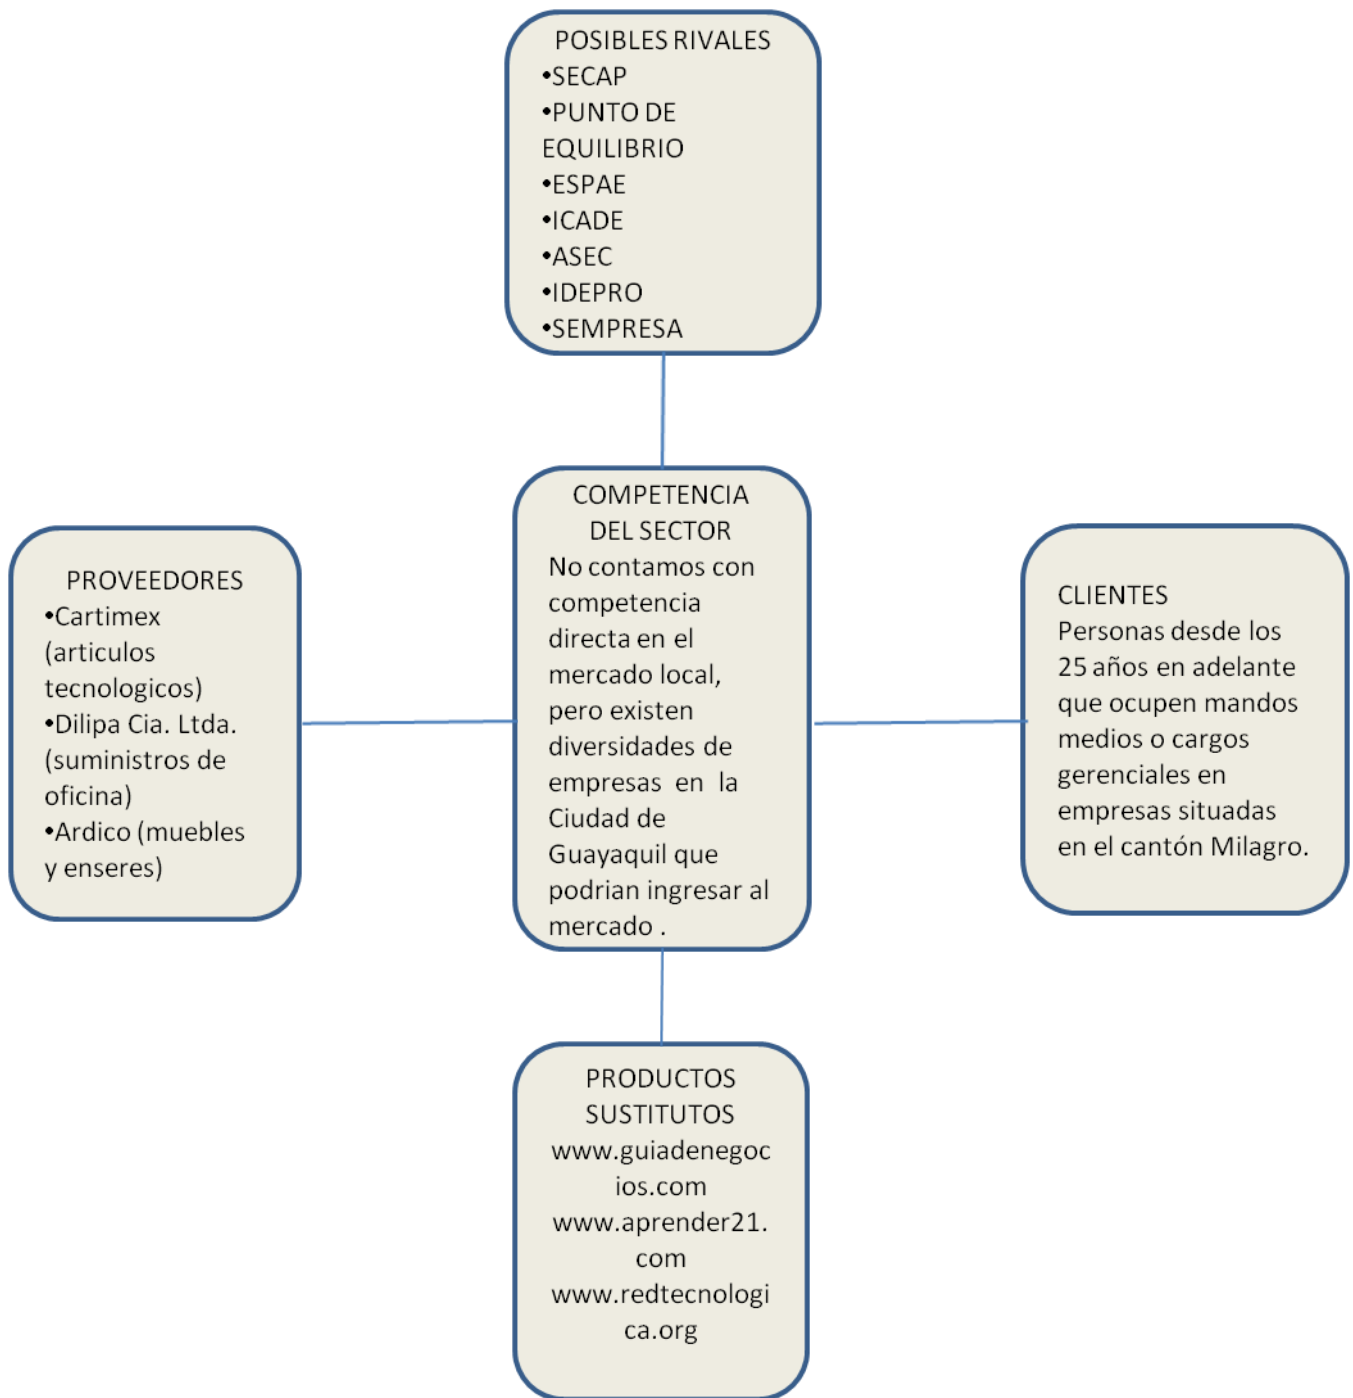 POSIBLES RIVALES
•SECAP
•PUNTO DE
EQUILIBRIO
•ESPAE
•ICADE
•ASEC
•IDEPRO
•SEMPRESA
PROVEEDORES
•Cartimex
(articulos
tecnologicos)
•Dilipa Cia. Ltda.
(suministros de
oficina)
•Ardico (muebles
y enseres)
COMPETENCIA
DEL SECTOR
No contamos con
competencia
directa en el
mercado local,
pero existen
diversidades de
empresas en la
Ciudad de
Guayaquil que
podrian ingresar al
mercado .
CLIENTES
Personas desde los
25 años en adelante
que ocupen mandos
medios o cargos
gerenciales en
empresas situadas
en el cantón Milagro.
PRODUCTOS
SUSTITUTOS
www.guiadenegoc
ios.com
www.aprender21.
com
www.redtecnologi
ca.org